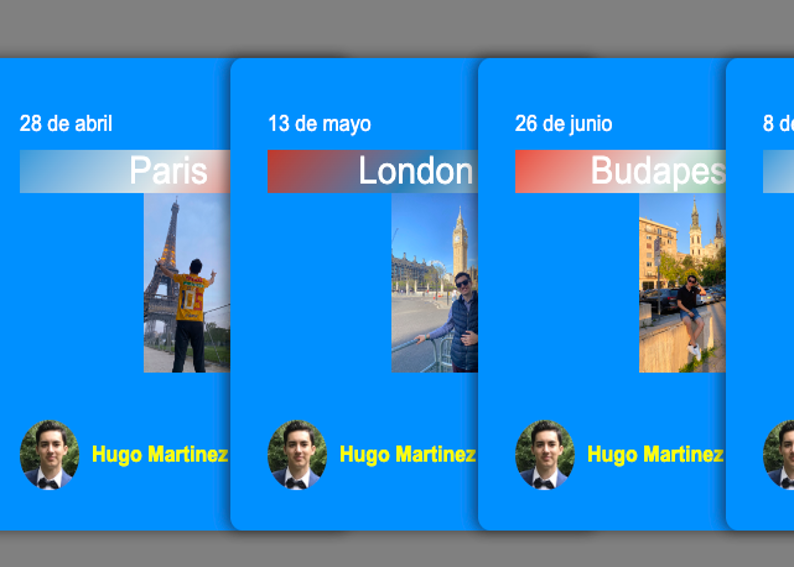 28 de abril
Paris
Hugo Martinez
13 de mayo
London
Hugo Martinez
26 de junio
Budapes
Hugo Martinez
8 de